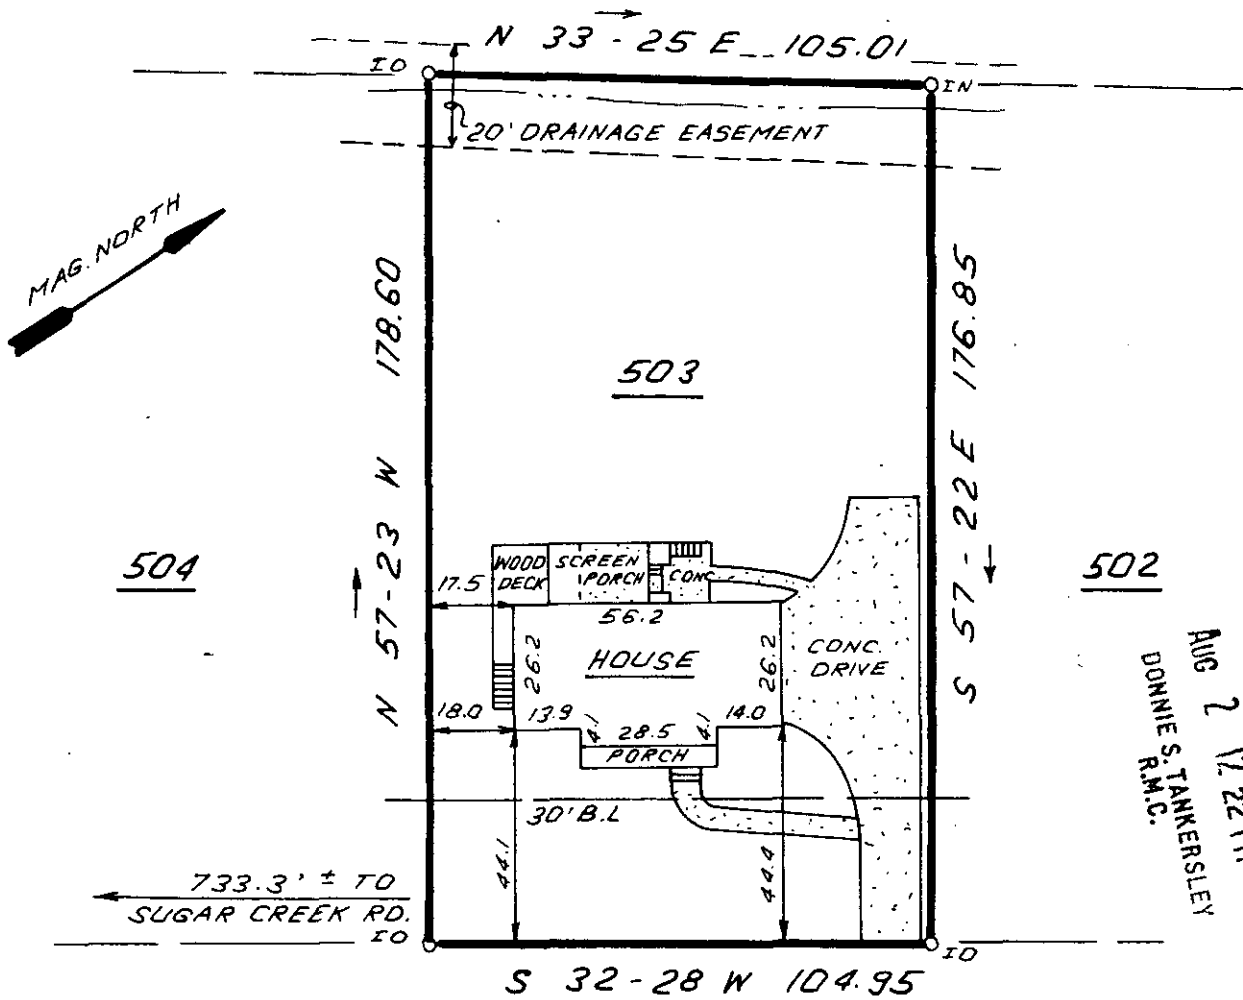 N 33-25 E 105.01
IO
IN
20' DRAINAGE EASEMENT
MAG. NORTH
N 57-23 W 178.60
S 57-22 E 176.85
503
504
502
WOOD
DECK
SCREEN
PORCH
CONC
17.5
56.2
26.2
HOUSE
26.2
CONC.
DRIVE
18.0
13.9
4.1
28.5
4.1
14.0
PORCH
30' B.L
44.1
44.4
733.3' ± TO
SUGAR CREEK RD.
IO
IO
S 32-28 W 104.95
AUG 2 12 22
DONNIE S. TANKERSLEY
R.M.C.